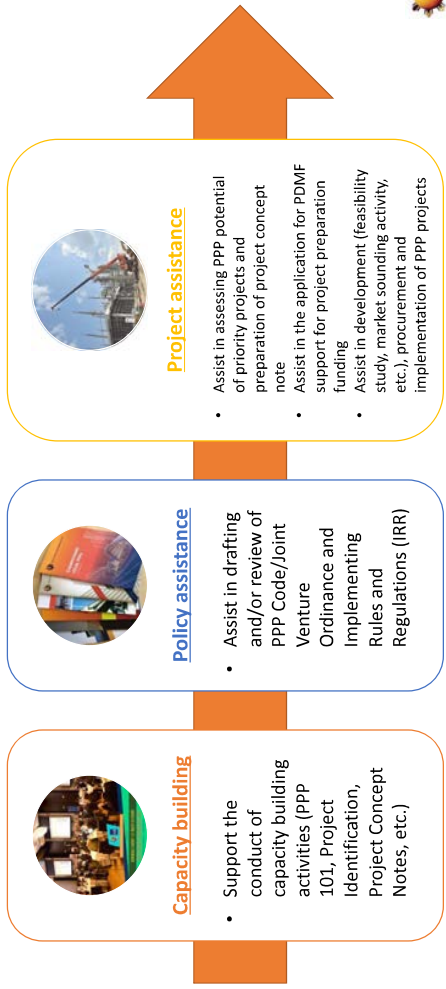 Capacity building
• Support the
conduct of
capacity building
activities (PPP
101, Project
Identification,
Project Concept
Notes, etc.)
Policy assistance
• Assist in drafting
and/or review of
PPP Code/Joint
Venture
Ordinance and
Implementing
Rules and
Regulations (IRR)
Project assistance
• Assist in assessing PPP potential
of priority projects and
preparation of project concept
note
• Assist in the application for PDMF
support for project preparation
funding
• Assist in development (feasibility
study, market sounding activity,
etc.), procurement and
implementation of PPP projects